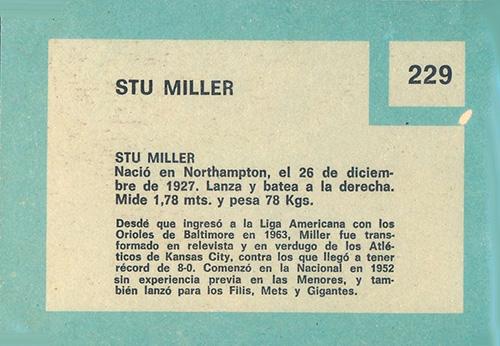 229
STU MILLER
STU MILLER
Nació en Northampton, el 26 de diciem-
bre de 1927. Lanza y batea a la derecha.
Mide 1,78 mts. y pesa 78 Kgs.
Desdé que ingresó a la Liga Americana con los
Orioles de Baltimore en 1963, Miller fue trans-
formado en relevista y en verdugo de los Atlé-
ticos de Kansas City, contra los que llegó a tener
récord de 8-0. Comenzó en la Nacional en 1952
sin experiencia previa en las Menores, y tam-
bién lanzó para los Filis, Mets y Gigantes.